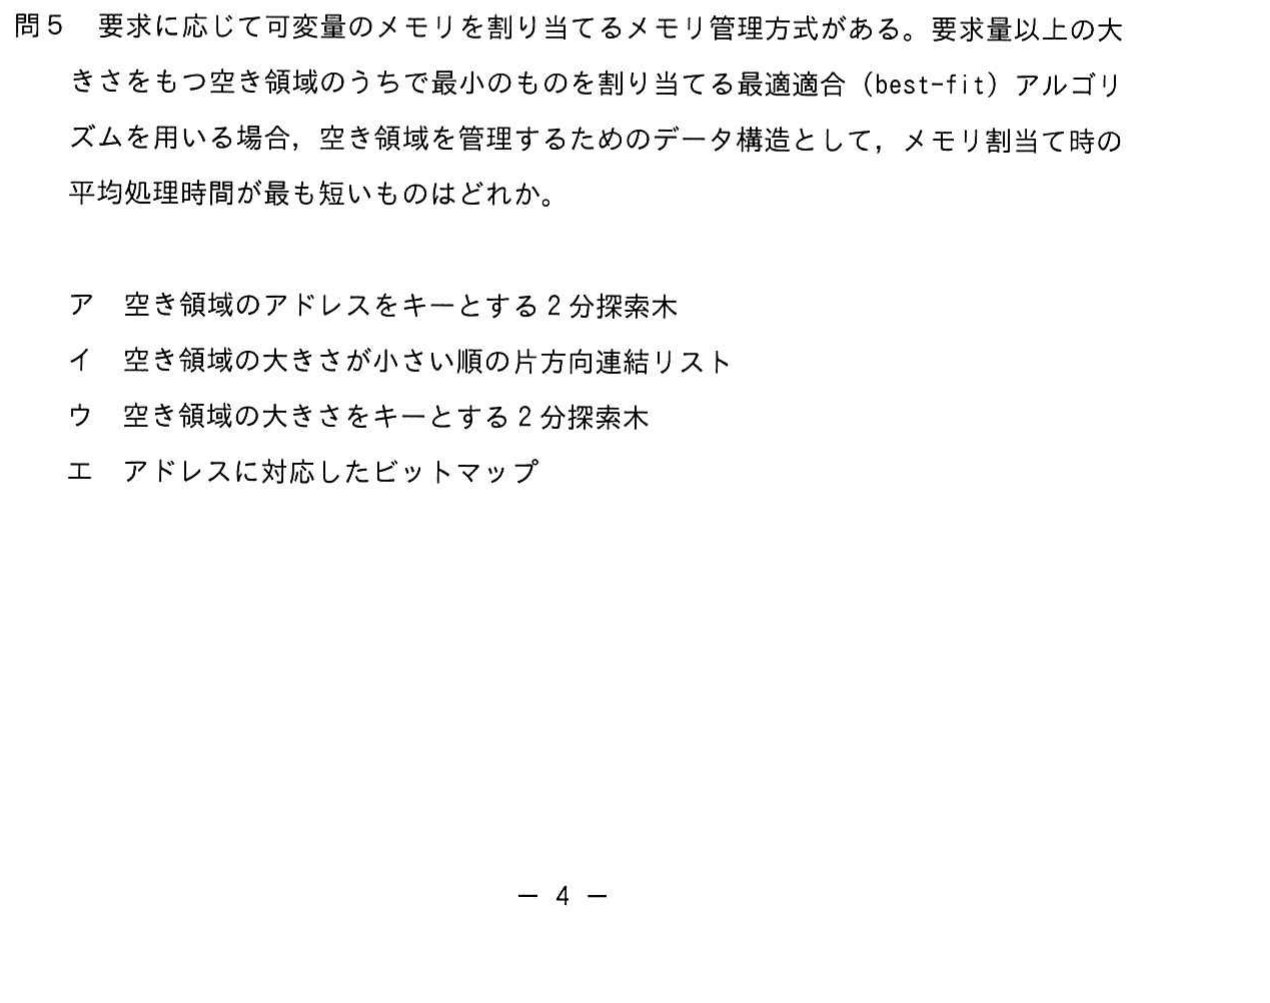 問5 要求に応じて可変量のメモリを割り当てるメモリ管理方式がある。要求量以上の大
きさをもつ空き領域のうちで最小のものを割り当てる最適適合（best-fit）アルゴリ
ズムを用いる場合，空き領域を管理するためのデータ構造として，メモリ割当て時の
平均処理時間が最も短いものはどれか。
ア 空き領域のアドレスをキーとする2分探索木
イ 空き領域の大きさが小さい順の片方向連結リスト
ウ 空き領域の大きさをキーとする2分探索木
エ アドレスに対応したビットマップ
— 4 —